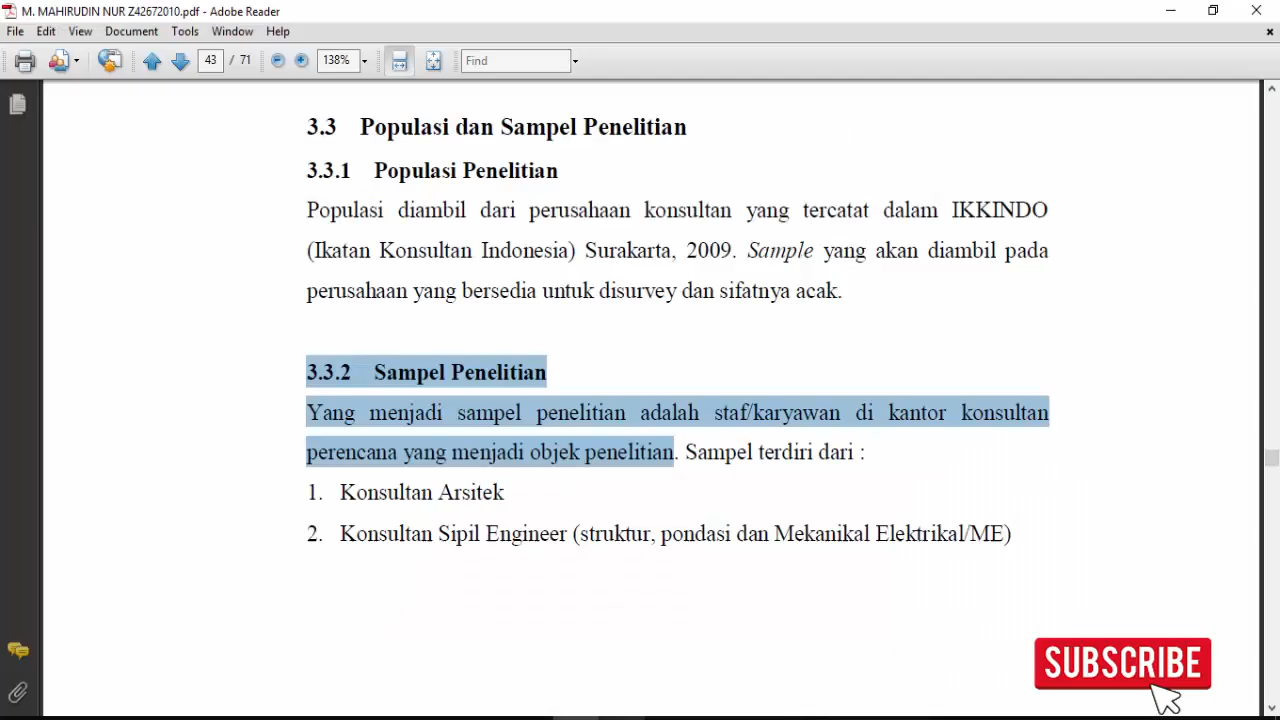 M. MAHIRUDIN NUR Z42672010.pdf - Adobe Reader
File Edit View Document Tools Window Help
43 / 71 138% Find
3.3 Populasi dan Sampel Penelitian
3.3.1 Populasi Penelitian
Populasi diambil dari perusahaan konsultan yang tercatat dalam IKKINDO
(Ikatan Konsultan Indonesia) Surakarta, 2009. Sample yang akan diambil pada
perusahaan yang bersedia untuk disurvey dan sifatnya acak.
3.3.2 Sampel Penelitian
Yang menjadi sampel penelitian adalah staf/karyawan di kantor konsultan
perencana yang menjadi objek penelitian. Sampel terdiri dari :
1. Konsultan Arsitek
2. Konsultan Sipil Engineer (struktur, pondasi dan Mekanikal Elektrikal/ME)
SUBSCRIBE